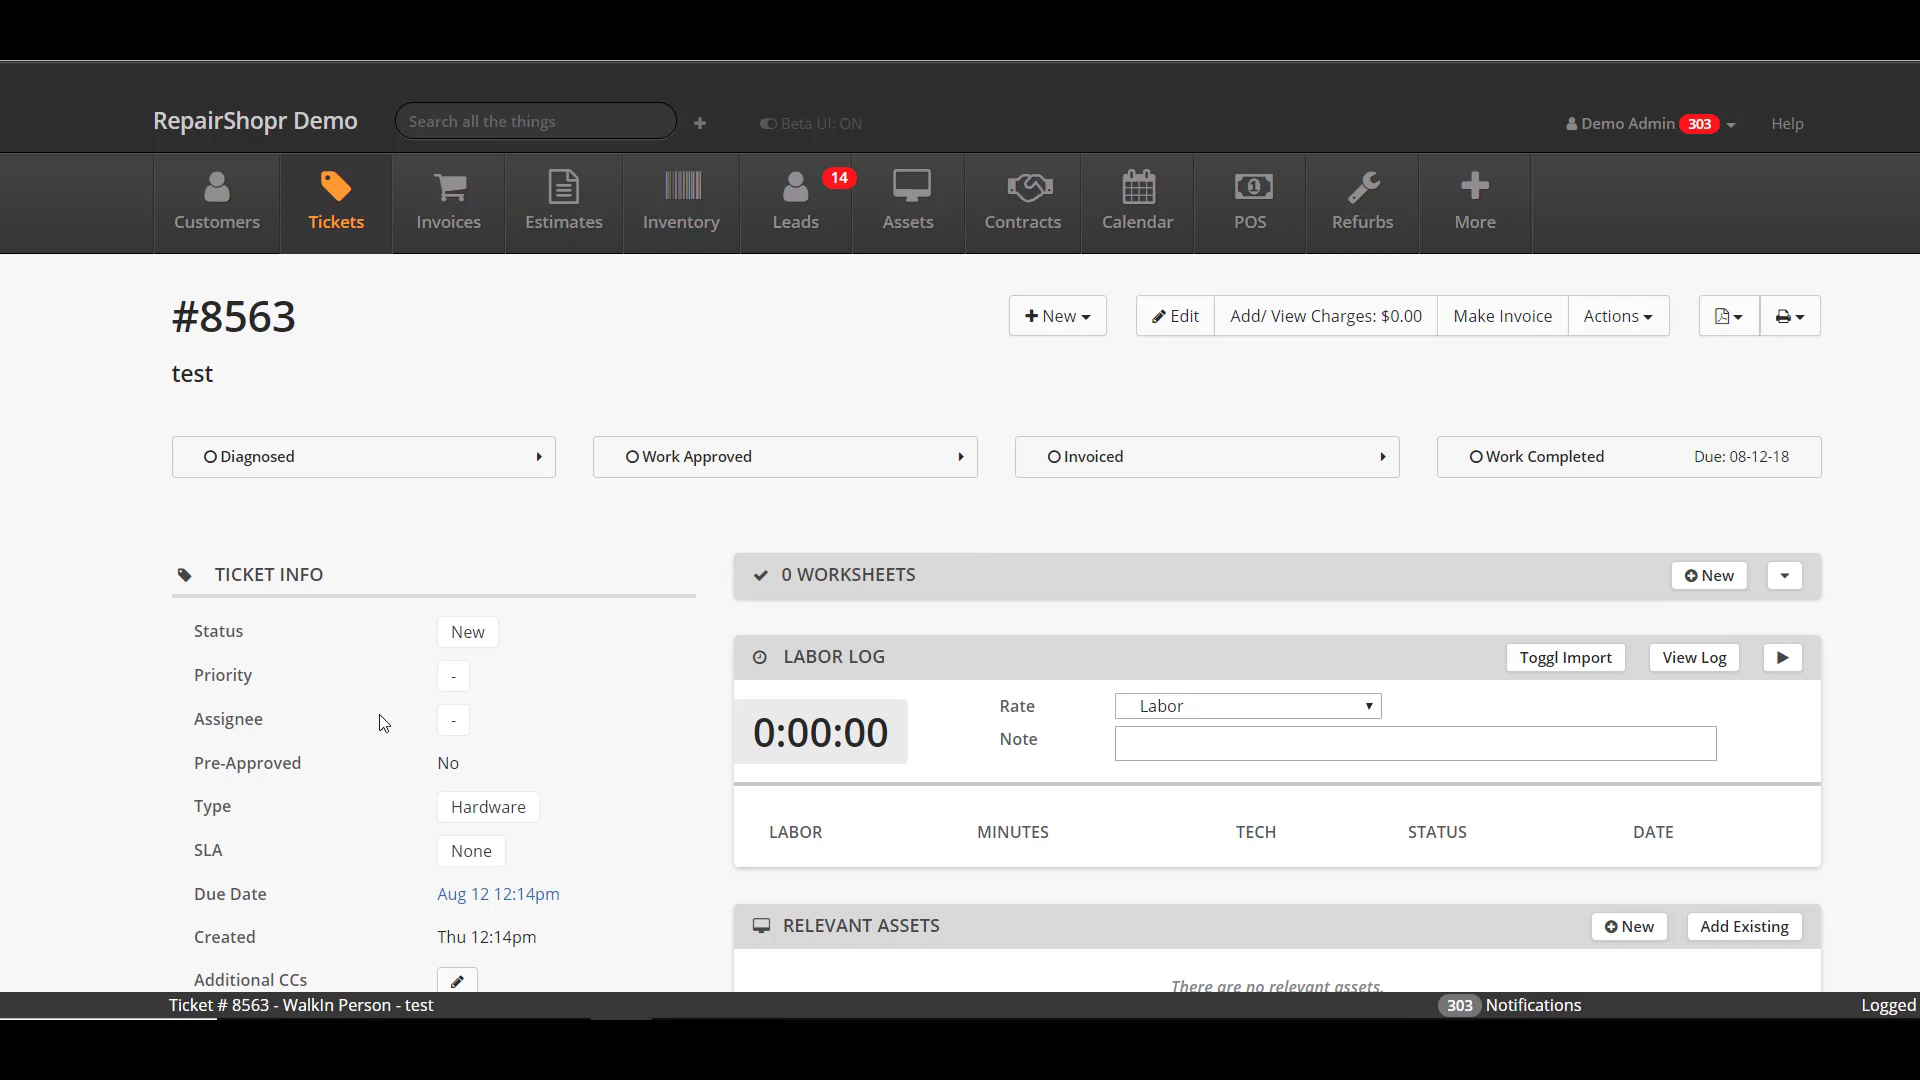 RepairShopr Demo
Search all the things
Beta UI: ON
Demo Admin 303
Help
Customers
Tickets
Invoices
Estimates
Inventory
Leads
14
Assets
Contracts
Calendar
POS
Refurbs
More
#8563
New
Edit
Add/ View Charges: $0.00
Make Invoice
Actions
test
Diagnosed
Work Approved
Invoiced
Work Completed
Due: 08-12-18
TICKET INFO
Status New
Priority -
Assignee -
Pre-Approved No
Type Hardware
SLA None
Due Date Aug 12 12:14pm
Created Thu 12:14pm
Additional CCs
0 WORKSHEETS
New
LABOR LOG
Toggl Import
View Log
0:00:00
Rate Labor
Note
LABOR MINUTES TECH STATUS DATE
RELEVANT ASSETS
New
Add Existing
There are no relevant assets.
Ticket # 8563 - WalkIn Person - test
303 Notifications
Logged